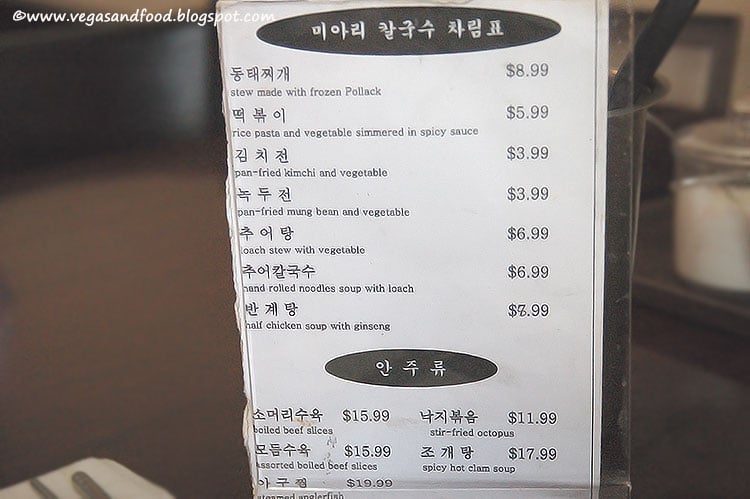 ©www.vegasandfood.blogspot.com
미아리 칼국수 차림표
동태찌개 $8.99
stew made with frozen Pollack
떡볶이 $5.99
rice pasta and vegetable simmered in spicy sauce
김치전 $3.99
pan-fried kimchi and vegetable
녹두전 $3.99
pan-fried mung bean and vegetable
추어탕 $6.99
loach stew with vegetable
추어칼국수 $6.99
hand rolled noodles soup with loach
반계탕 $7.99
half chicken soup with ginseng
안주류
소머리수육 $15.99 낙지볶음 $11.99
boiled beef slices stir-fried octopus
모듬수육 $15.99 조개탕 $17.99
assorted boiled beef slices spicy hot clam soup
아구찜 $19.99
steamed anglerfish